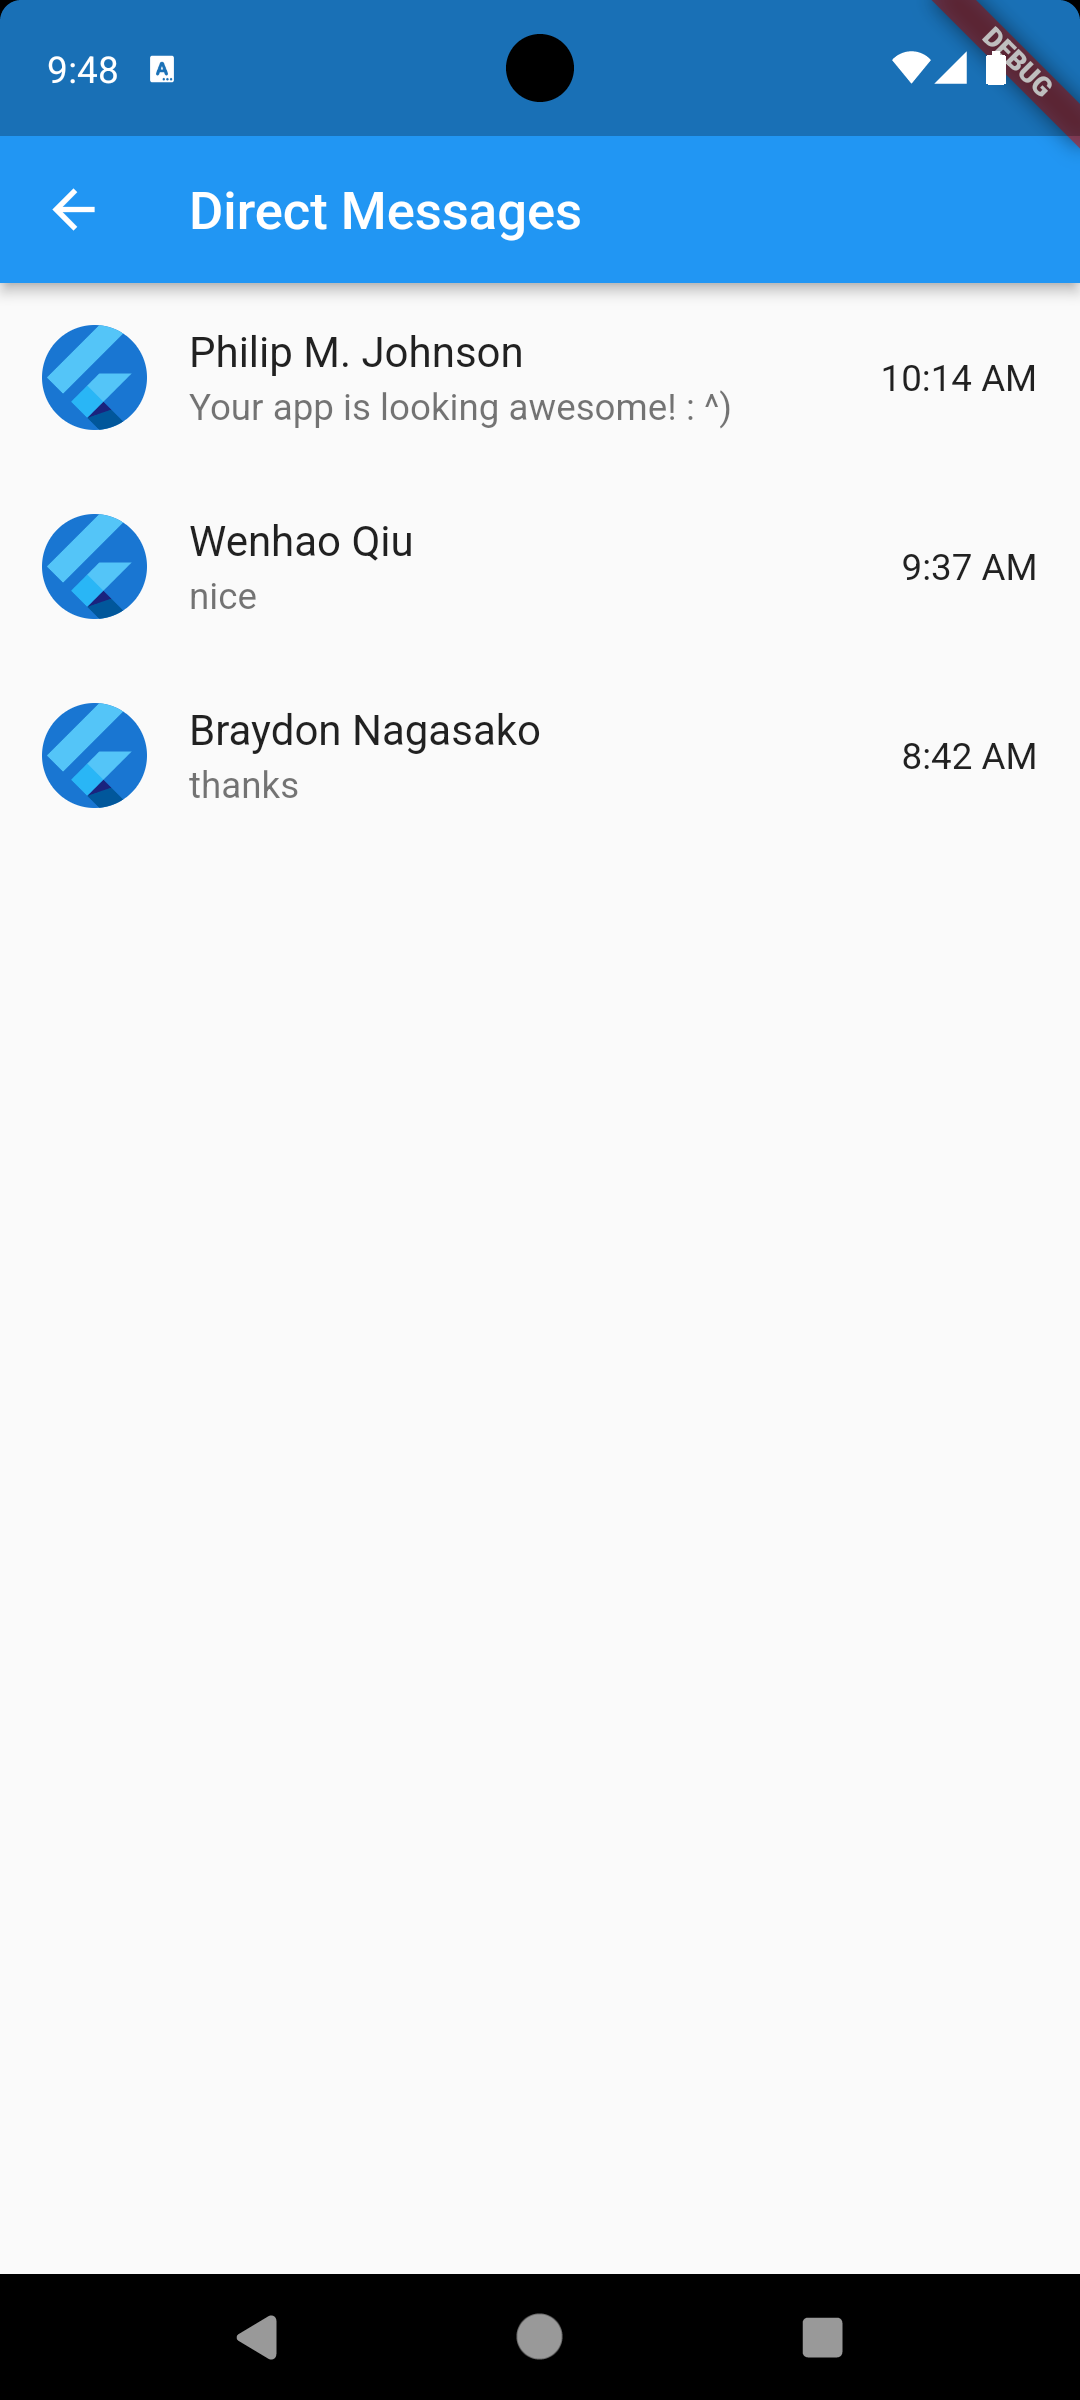 9:48
DEBUG
Direct Messages
Philip M. Johnson
Your app is looking awesome! : ^)
10:14 AM
Wenhao Qiu
nice
9:37 AM
Braydon Nagasako
thanks
8:42 AM